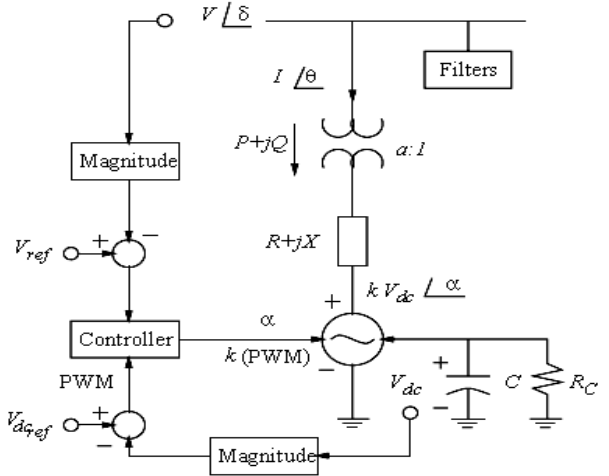 V ∠δ
I ∠θ
Filters
P+jQ
a:1
Magnitude
V_ref
+
−
R+jX
k V_dc ∠α
+
Controller
α
k (PWM)
−
PWM
V_dc
+
−
C
R_C
V_dc_ref
+
−
Magnitude